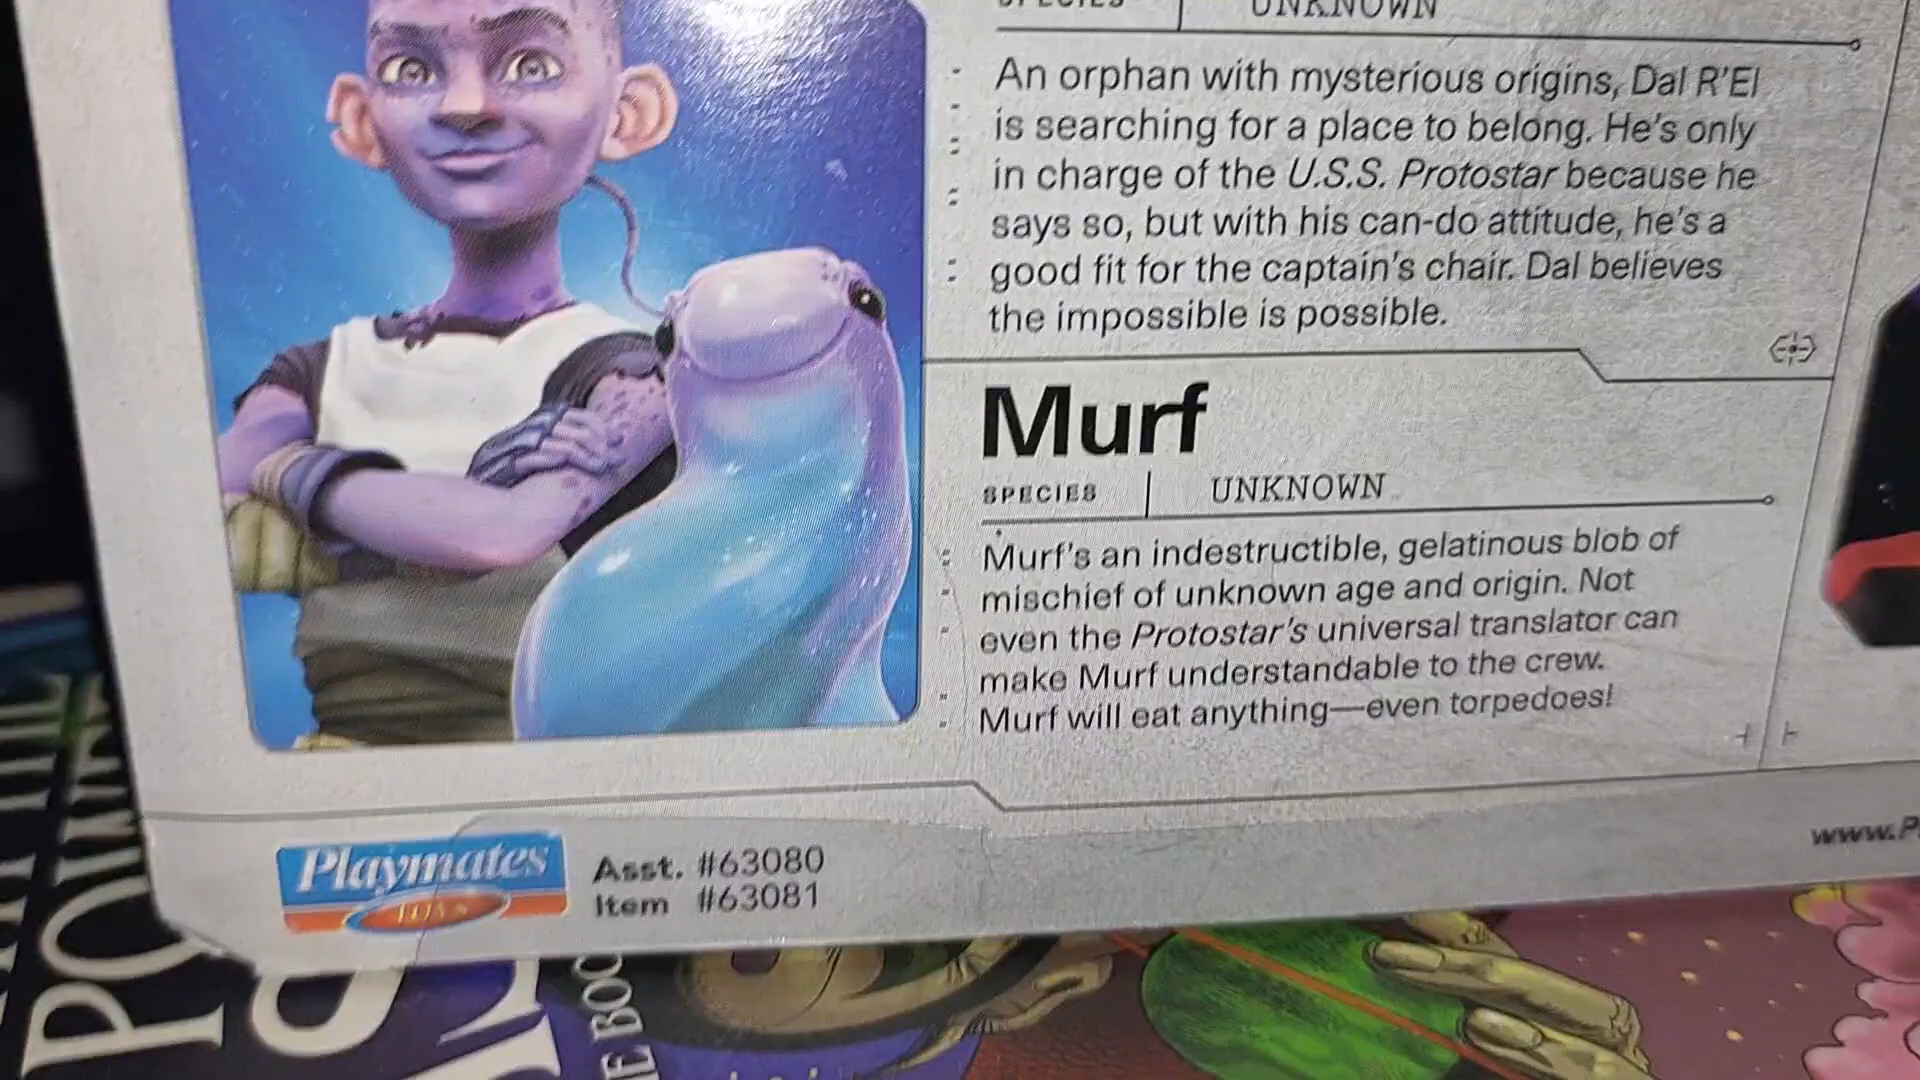 SPECIES | UNKNOWN
An orphan with mysterious origins, Dal R'El
is searching for a place to belong. He's only
in charge of the U.S.S. Protostar because he
says so, but with his can-do attitude, he's a
good fit for the captain's chair. Dal believes
the impossible is possible.
Murf
SPECIES | UNKNOWN
Murf's an indestructible, gelatinous blob of
mischief of unknown age and origin. Not
even the Protostar's universal translator can
make Murf understandable to the crew.
Murf will eat anything—even torpedoes!
Playmates
TOYS
Asst. #63080
Item #63081
www.P